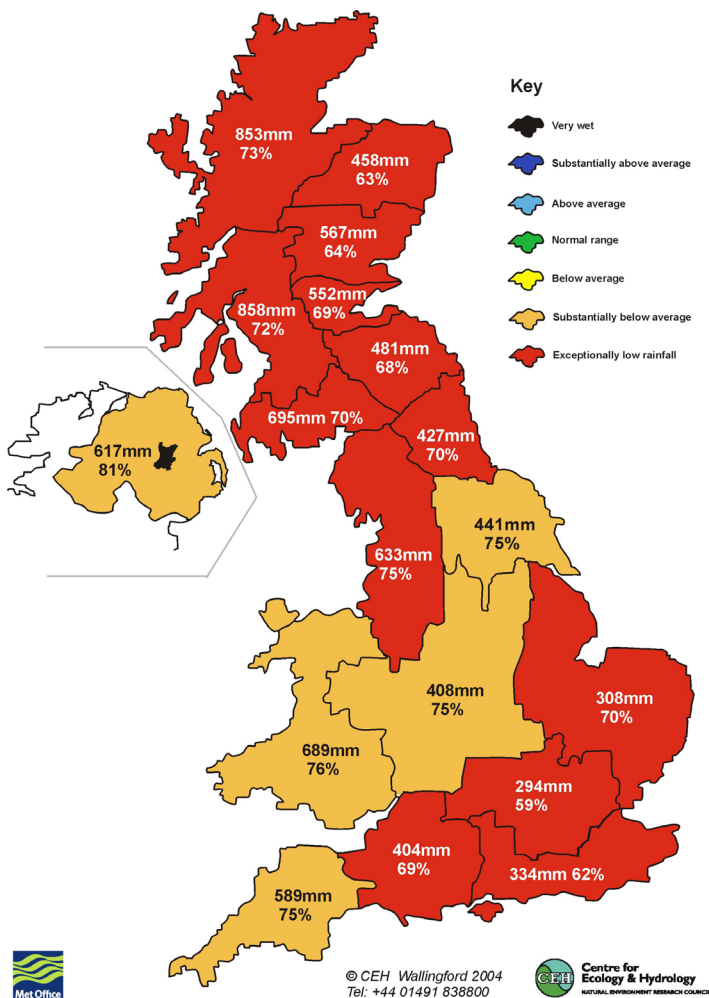 Key
Very wet
Substantially above average
Above average
Normal range
Below average
Substantially below average
Exceptionally low rainfall
853mm
73%
458mm
63%
567mm
64%
552mm
69%
858mm
72%
481mm
68%
695mm 70%
427mm
70%
617mm
81%
441mm
75%
633mm
75%
408mm
75%
308mm
70%
689mm
76%
294mm
59%
404mm
69%
334mm 62%
589mm
75%
Met Office
© CEH Wallingford 2004
Tel: +44 01491 838800
CEH
Centre for
Ecology & Hydrology
NATURAL ENVIRONMENT RESEARCH COUNCIL